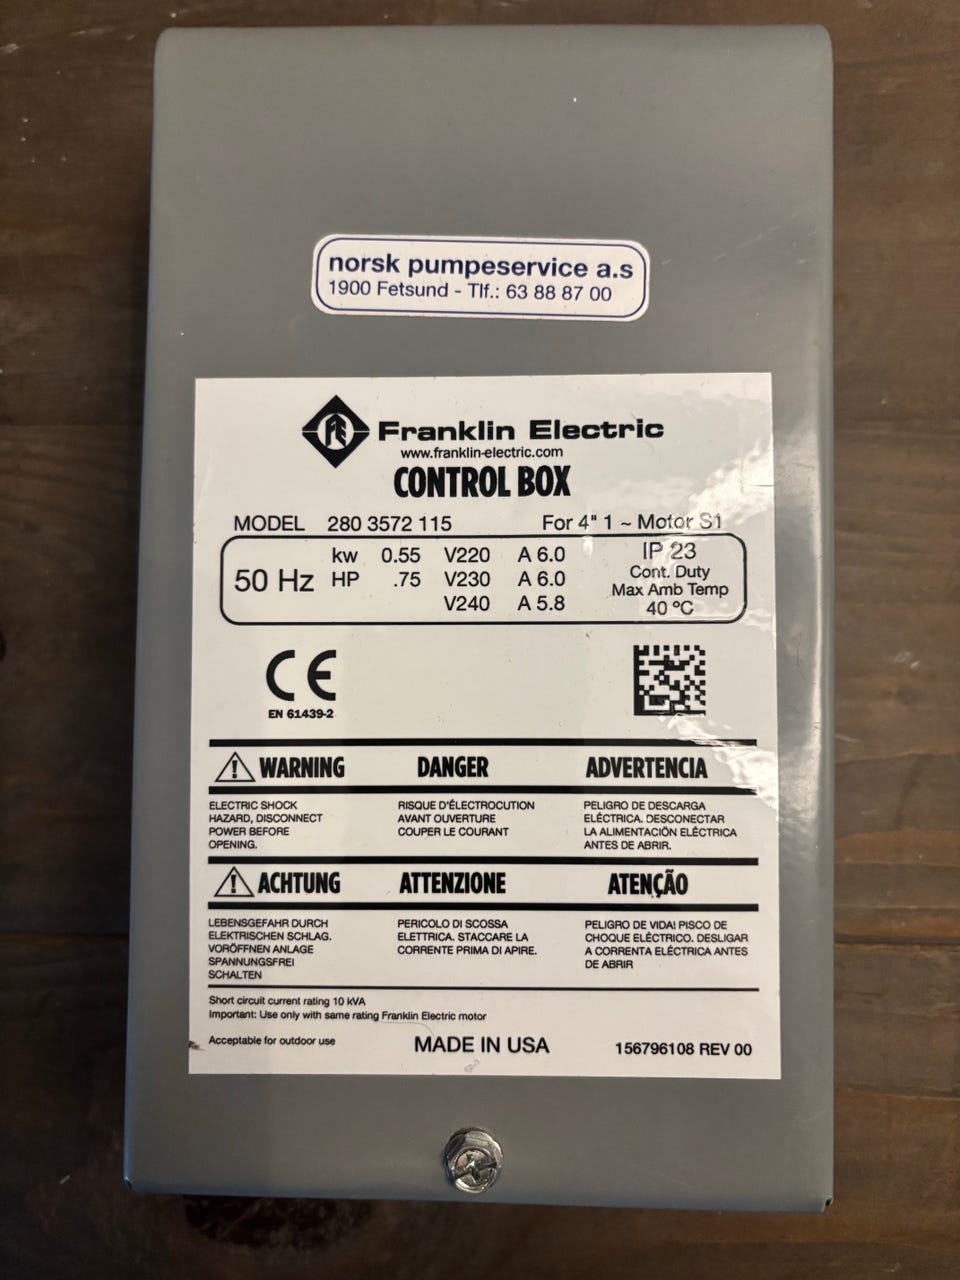 norsk pumpeservice a.s
1900 Fetsund - Tlf.: 63 88 87 00
FE Franklin Electric
www.franklin-electric.com
CONTROL BOX
MODEL 280 3572 115 For 4" 1 ~ Motor S1
50 Hz
kw 0.55 V220 A 6.0
HP .75 V230 A 6.0
V240 A 5.8
IP 23
Cont. Duty
Max Amb Temp
40 ºC
CE
EN 61439-2
WARNING
ELECTRIC SHOCK
HAZARD, DISCONNECT
POWER BEFORE
OPENING.
DANGER
RISQUE D'ÉLECTROCUTION
AVANT OUVERTURE
COUPER LE COURANT
ADVERTENCIA
PELIGRO DE DESCARGA
ELÉCTRICA. DESCONECTAR
LA ALIMENTACIÓN ELÉCTRICA
ANTES DE ABRIR.
ACHTUNG
LEBENSGEFAHR DURCH
ELEKTRISCHEN SCHLAG.
VORÖFFNEN ANLAGE
SPANNUNGSFREI
SCHALTEN
ATTENZIONE
PERICOLO DI SCOSSA
ELETTRICA. STACCARE LA
CORRENTE PRIMA DI APIRE.
ATENÇÃO
PELIGRO DE VIDA! PISCO DE
CHOQUE ELÉCTRICO. DESLIGAR
A CORRENTA ELÉCTRICA ANTES
DE ABRIR
Short circuit current rating 10 kVA
Important: Use only with same rating Franklin Electric motor
Acceptable for outdoor use
MADE IN USA
156796108 REV 00